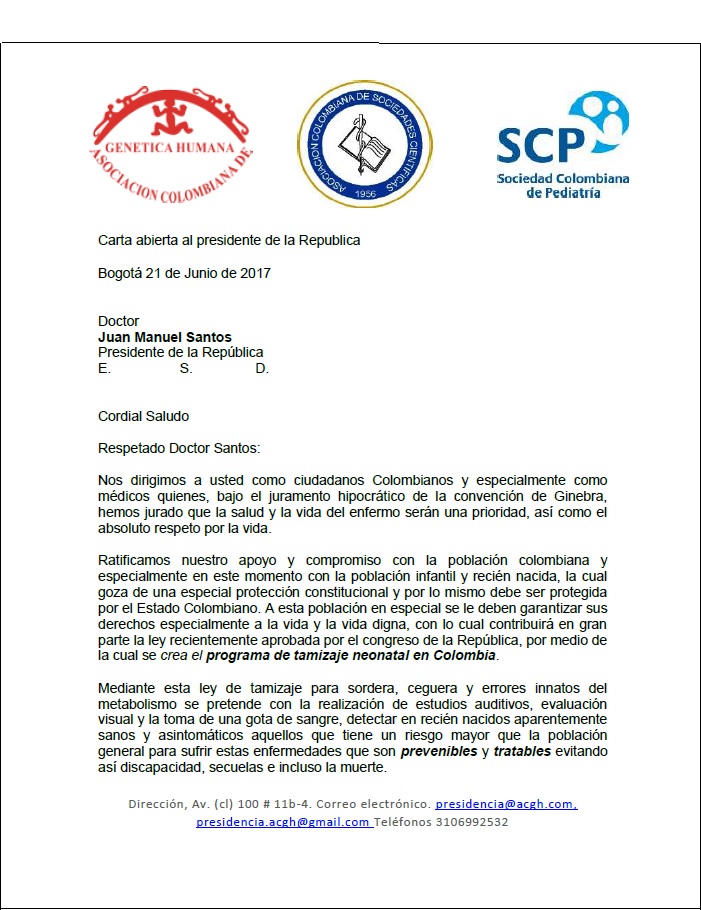 GENETICA HUMANA
ASOCIACION COLOMBIANA DE
ASOCIACION COLOMBIANA DE SOCIEDADES CIENTIFICAS
1956
SCP
Sociedad Colombiana
de Pediatría
Carta abierta al presidente de la Republica
Bogotá 21 de Junio de 2017
Doctor
Juan Manuel Santos
Presidente de la República
E. S. D.
Cordial Saludo
Respetado Doctor Santos:
Nos dirigimos a usted como ciudadanos Colombianos y especialmente como
médicos quienes, bajo el juramento hipocrático de la convención de Ginebra,
hemos jurado que la salud y la vida del enfermo serán una prioridad, así como el
absoluto respeto por la vida.
Ratificamos nuestro apoyo y compromiso con la población colombiana y
especialmente en este momento con la población infantil y recién nacida, la cual
goza de una especial protección constitucional y por lo mismo debe ser protegida
por el Estado Colombiano. A esta población en especial se le deben garantizar sus
derechos especialmente a la vida y la vida digna, con lo cual contribuirá en gran
parte la ley recientemente aprobada por el congreso de la República, por medio de
la cual se crea el programa de tamizaje neonatal en Colombia.
Mediante esta ley de tamizaje para sordera, ceguera y errores innatos del
metabolismo se pretende con la realización de estudios auditivos, evaluación
visual y la toma de una gota de sangre, detectar en recién nacidos aparentemente
sanos y asintomáticos aquellos que tiene un riesgo mayor que la población
general para sufrir estas enfermedades que son prevenibles y tratables evitando
así discapacidad, secuelas e incluso la muerte.
Dirección, Av. (cl) 100 # 11b-4. Correo electrónico. presidencia@acgh.com,
presidencia.acgh@gmail.com Teléfonos 3106992532